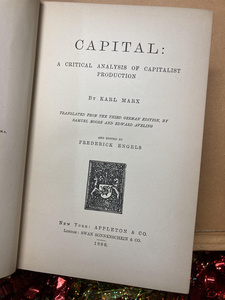 CAPITAL:
A CRITICAL ANALYSIS OF CAPITALIST
PRODUCTION
BY KARL MARX
TRANSLATED FROM THE THIRD GERMAN EDITION, BY
SAMUEL MOORE AND EDWARD AVELING
AND EDITED BY
FREDERICK ENGELS
NEW YORK: APPLETON & CO.
LONDON: SWAN SONNENSCHEIN & CO.